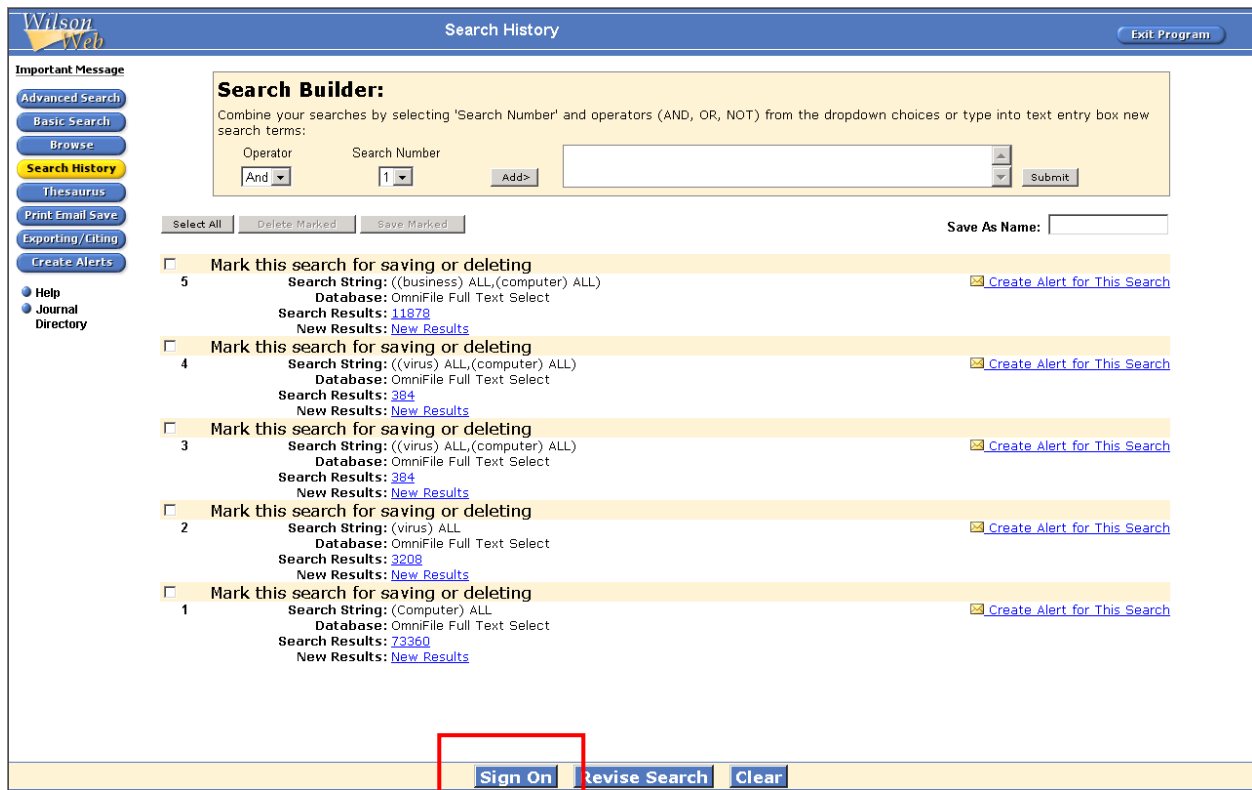 Wilson Web
Search History
Exit Program
Important Message
Advanced Search
Basic Search
Browse
Search History
Thesaurus
Print Email Save
Exporting/Citing
Create Alerts
Help
Journal
Directory
Search Builder:
Combine your searches by selecting 'Search Number' and operators (AND, OR, NOT) from the dropdown choices or type into text entry box new
search terms:
Operator Search Number
And 1 Add> Submit
Select All Delete Marked Save Marked Save As Name:
Mark this search for saving or deleting
5 Search String: ((business) ALL,(computer) ALL) Create Alert for This Search
Database: OmniFile Full Text Select
Search Results: 11878
New Results: New Results
Mark this search for saving or deleting
4 Search String: ((virus) ALL,(computer) ALL) Create Alert for This Search
Database: OmniFile Full Text Select
Search Results: 384
New Results: New Results
Mark this search for saving or deleting
3 Search String: ((virus) ALL,(computer) ALL) Create Alert for This Search
Database: OmniFile Full Text Select
Search Results: 384
New Results: New Results
Mark this search for saving or deleting
2 Search String: (virus) ALL Create Alert for This Search
Database: OmniFile Full Text Select
Search Results: 3208
New Results: New Results
Mark this search for saving or deleting
1 Search String: (Computer) ALL Create Alert for This Search
Database: OmniFile Full Text Select
Search Results: 73360
New Results: New Results
Sign On Revise Search Clear